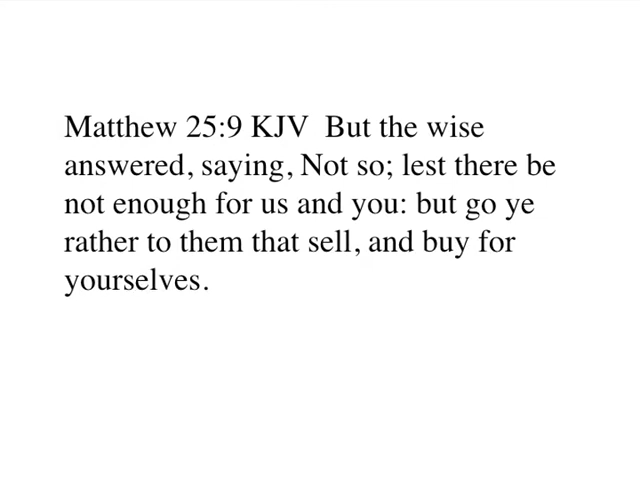 Matthew 25:9 KJV  But the wise
answered, saying, Not so; lest there be
not enough for us and you: but go ye
rather to them that sell, and buy for
yourselves.